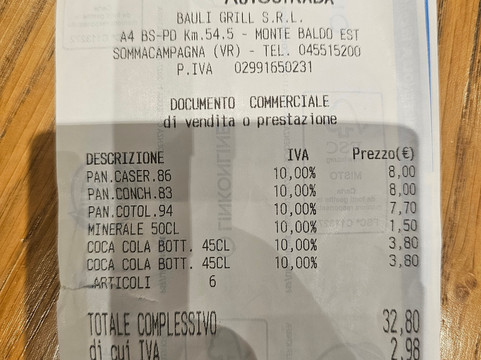 BAULI GRILL S.R.L.
A4 BS-PD Km.54.5 - MONTE BALDO EST
SOMMACAMPAGNA (VR) - TEL. 045515200
P.IVA 02991650231
DOCUMENTO COMMERCIALE
di vendita o prestazione
DESCRIZIONE IVA Prezzo(€)
PAN.CASER.86 10,00% 8,00
PAN.CONCH.83 10,00% 8,00
PAN.COTOL.94 10,00% 7,70
MINERALE 50CL 10,00% 1,50
COCA COLA BOTT. 45CL 10,00% 3,80
COCA COLA BOTT. 45CL 10,00% 3,80
ARTICOLI 6
TOTALE COMPLESSIVO 32,80
di cui IVA 2,98